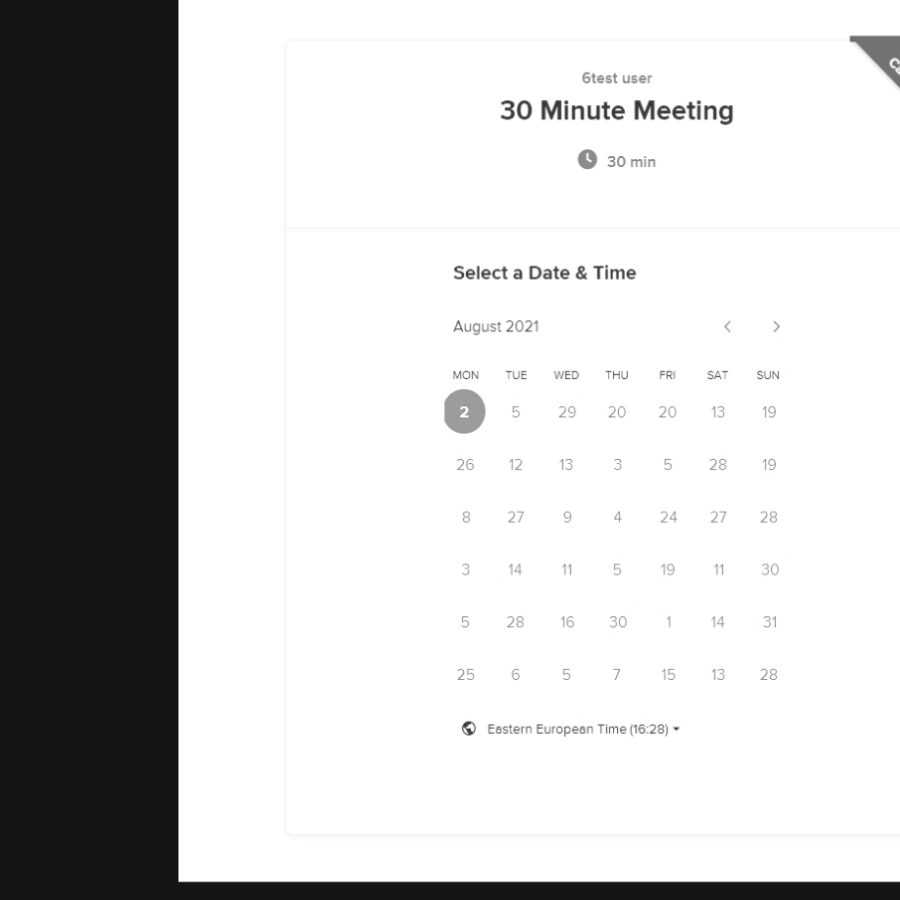 6test user
30 Minute Meeting
30 min
Select a Date & Time
August 2021
MON TUE WED THU FRI SAT SUN
2 5 29 20 20 13 19
26 12 13 3 5 28 19
8 27 9 4 24 27 28
3 14 11 5 19 11 30
5 28 16 30 1 14 31
25 6 5 7 15 13 28
Eastern European Time (16:28)